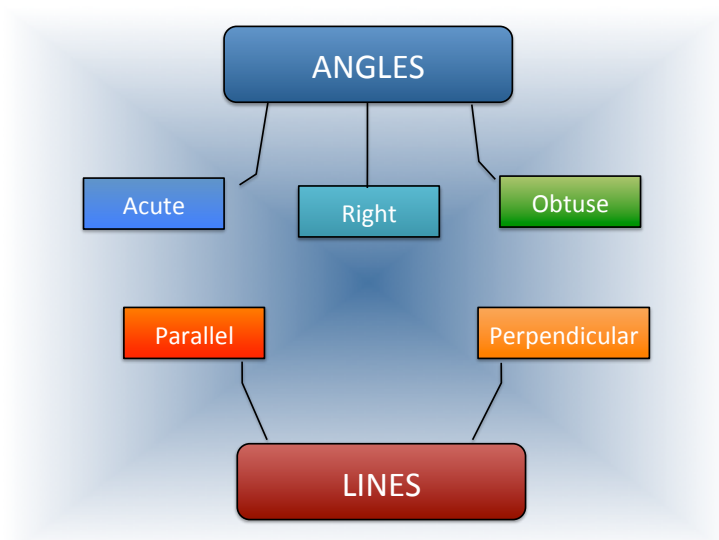 ANGLES
Acute
Right
Obtuse
Parallel
Perpendicular
LINES